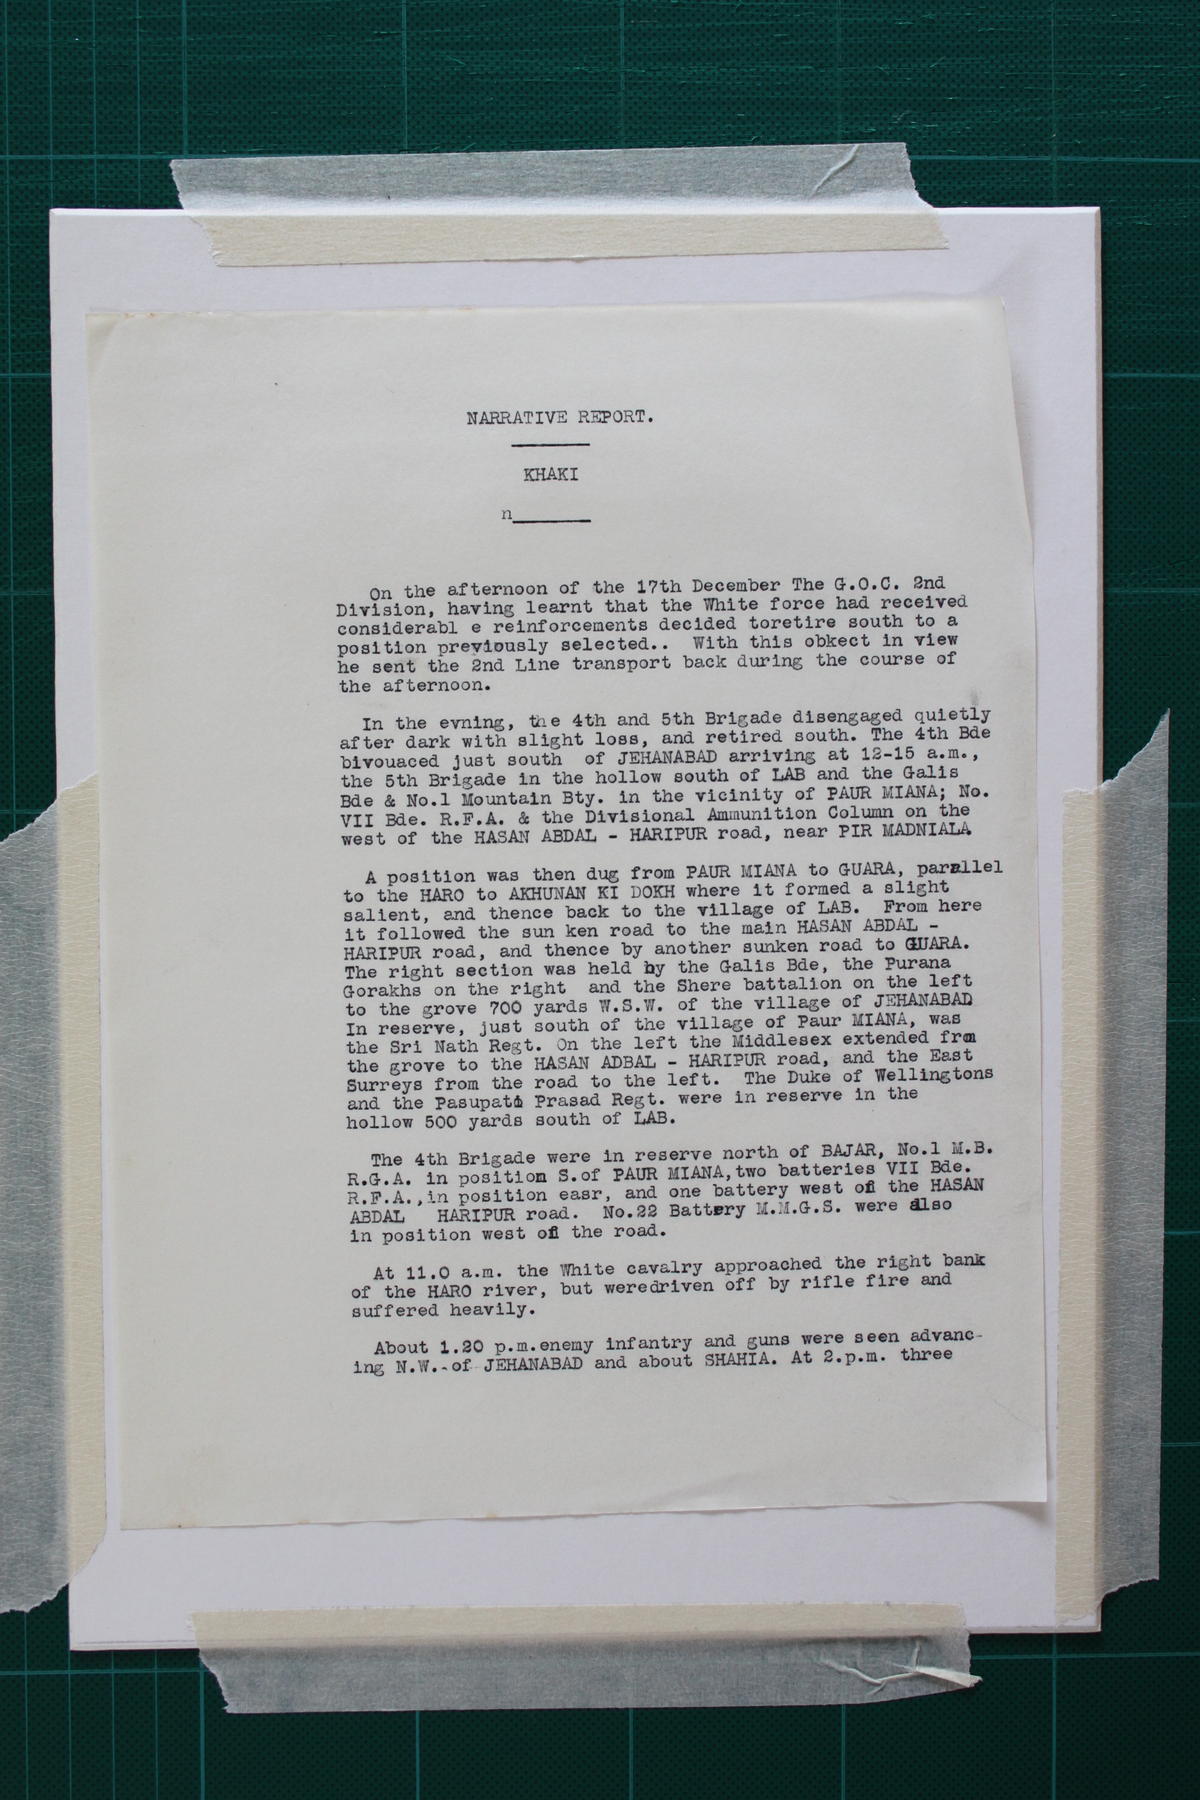 NARRATIVE REPORT.
KHAKI
n
On the afternoon of the 17th December The G.O.C. 2nd
Division, having learnt that the White force had received
considerabl e reinforcements decided toretire south to a
position previously selected.. With this obkect in view
he sent the 2nd Line transport back during the course of
the afternoon.
In the evning, the 4th and 5th Brigade disengaged quietly
after dark with slight loss, and retired south. The 4th Bde
bivouaced just south of JEHANABAD arriving at 12-15 a.m.,
the 5th Brigade in the hollow south of LAB and the Galis
Bde & No.1 Mountain Bty. in the vicinity of PAUR MIANA; No.
VII Bde. R.F.A. & the Divisional Ammunition Column on the
west of the HASAN ABDAL - HARIPUR road, near PIR MADNIALA
A position was then dug from PAUR MIANA to GUARA, parallel
to the HARO to AKHUNAN KI DOKH where it formed a slight
salient, and thence back to the village of LAB. From here
it followed the sun ken road to the main HASAN ABDAL -
HARIPUR road, and thence by another sunken road to GUARA.
The right section was held by the Galis Bde, the Purana
Gorakhs on the right and the Shere battalion on the left
to the grove 700 yards W.S.W. of the village of JEHANABAD
In reserve, just south of the village of Paur MIANA, was
the Sri Nath Regt. On the left the Middlesex extended from
the grove to the HASAN ADBAL - HARIPUR road, and the East
Surreys from the road to the left. The Duke of Wellingtons
and the Pasupati Prasad Regt. were in reserve in the
hollow 500 yards south of LAB.
The 4th Brigade were in reserve north of BAJAR, No.1 M.B.
R.G.A. in position S.of PAUR MIANA,two batteries VII Bde.
R.F.A.,in position easr, and one battery west of the HASAN
ABDAL HARIPUR road. No.22 Battery M.M.G.S. were also
in position west of the road.
At 11.0 a.m. the White cavalry approached the right bank
of the HARO river, but weredriven off by rifle fire and
suffered heavily.
About 1.20 p.m.enemy infantry and guns were seen advanc-
ing N.W.-of JEHANABAD and about SHAHIA. At 2.p.m. three